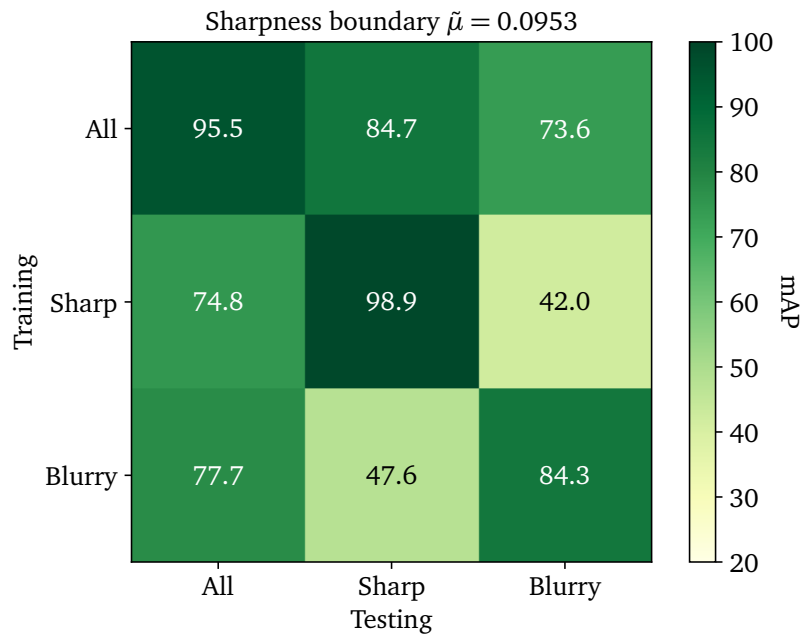 Sharpness boundary μ̃ = 0.0953
Training
All
Sharp
Blurry
95.5 84.7 73.6
74.8 98.9 42.0
77.7 47.6 84.3
All Sharp Blurry
Testing
100
90
80
70
60
50
40
30
20
mAP